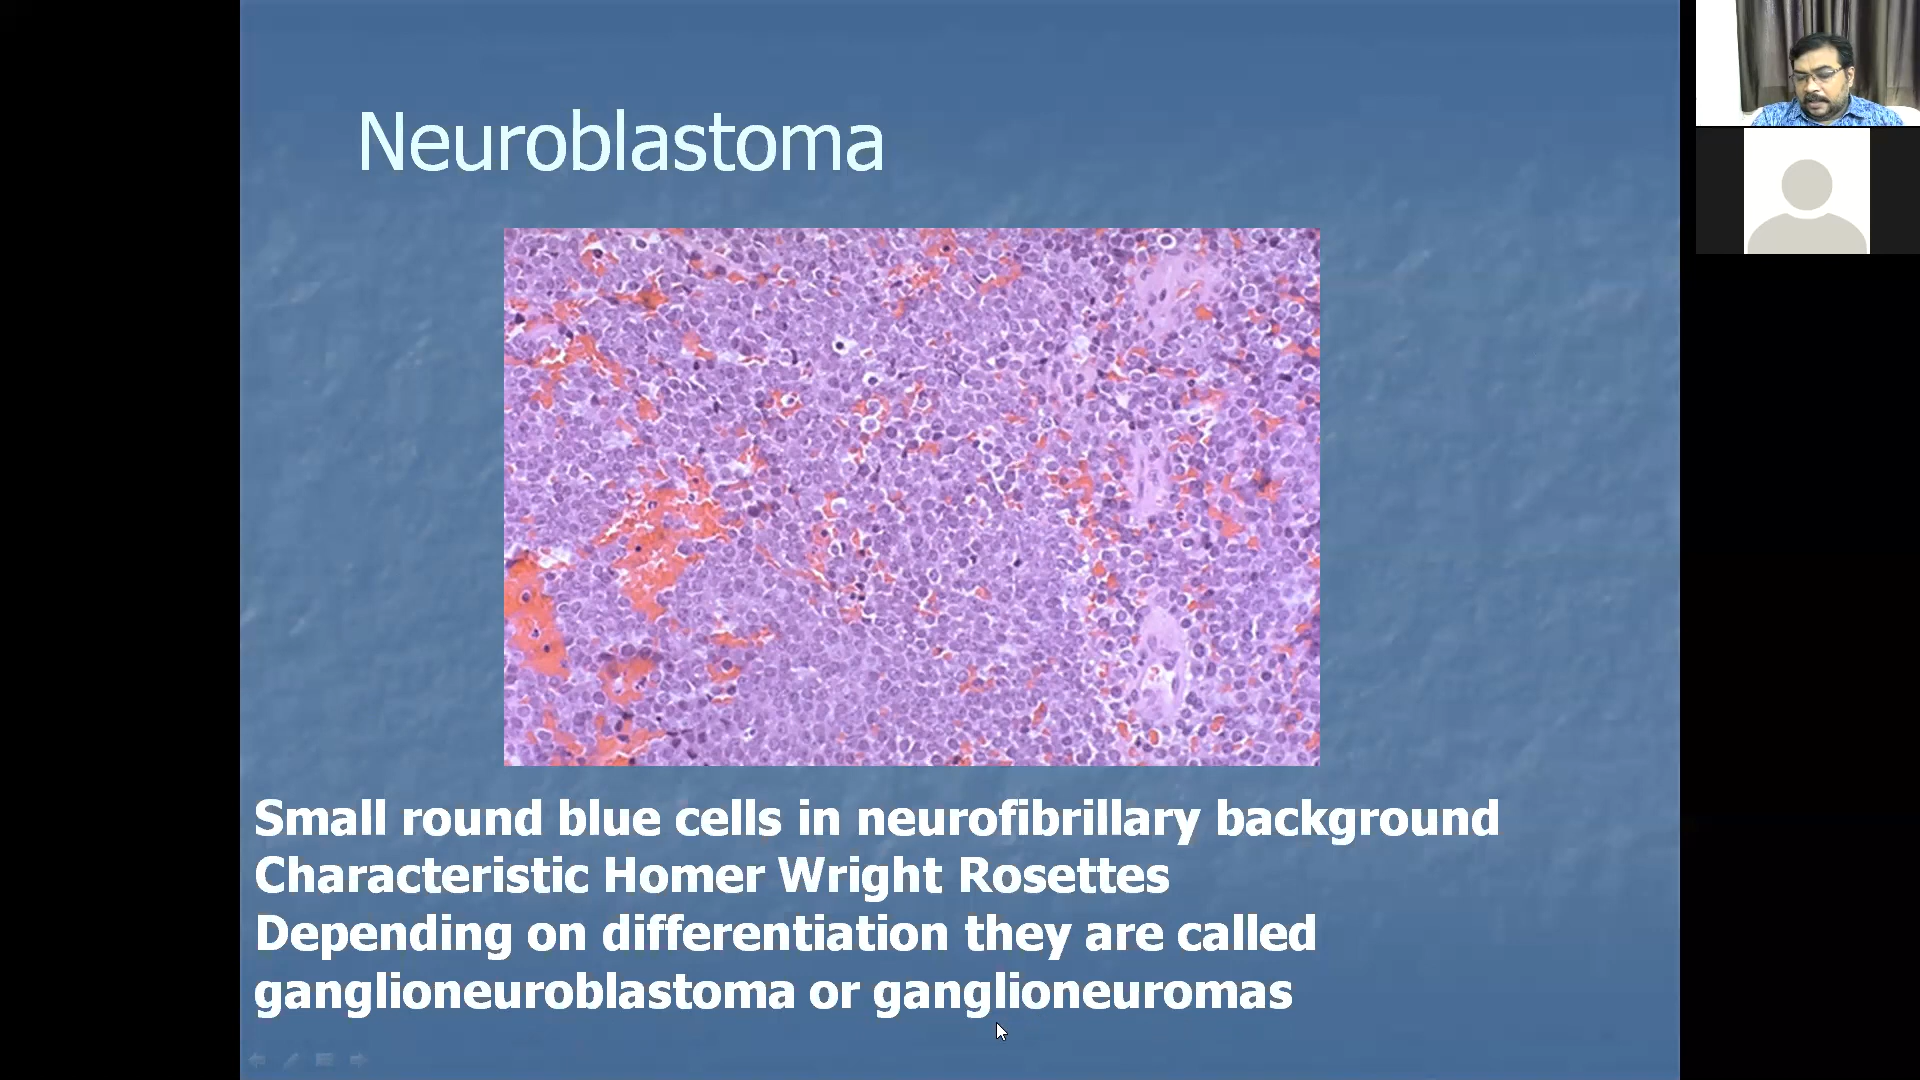 Neuroblastoma
Small round blue cells in neurofibrillary background
Characteristic Homer Wright Rosettes
Depending on differentiation they are called
ganglioneuroblastoma or ganglioneuromas